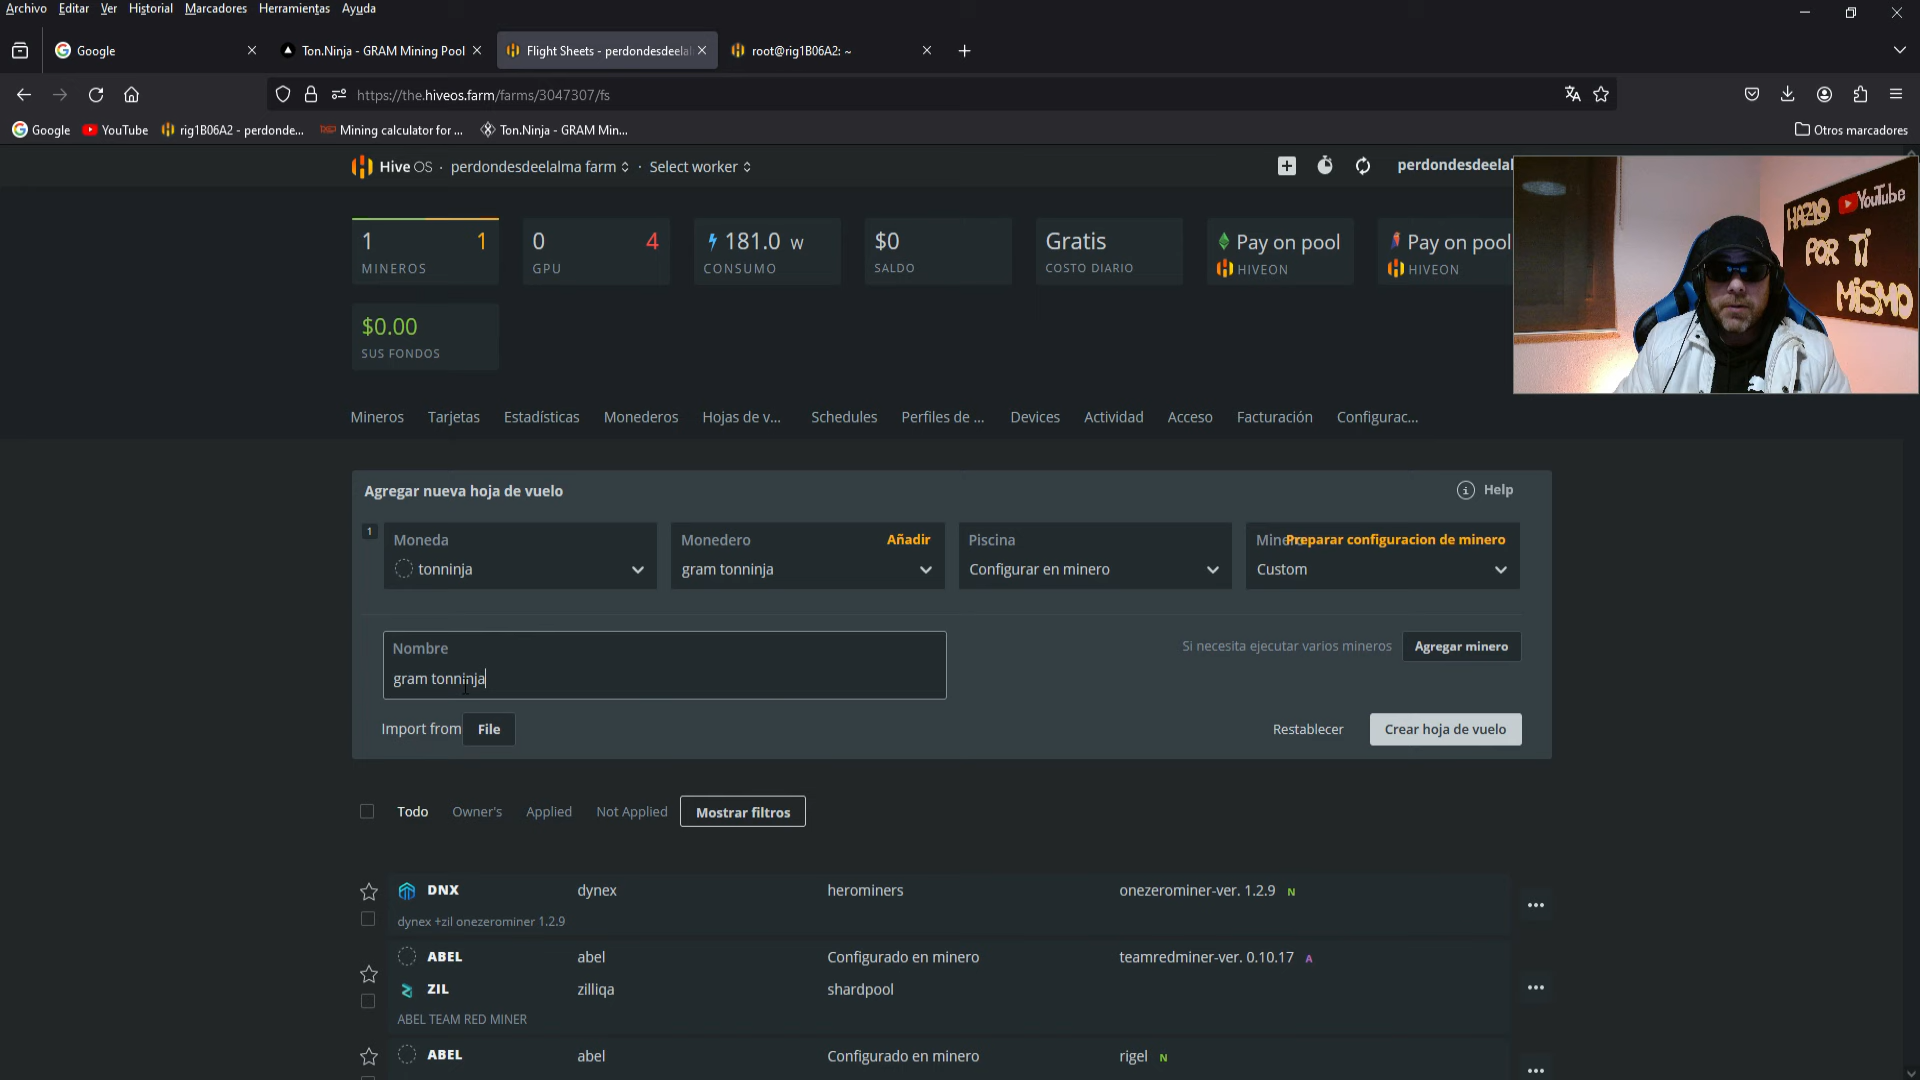 Archivo Editar Ver Historial Marcadores Herramientas Ayuda
Google
Ton.Ninja - GRAM Mining Pool
Flight Sheets - perdondesdeelal
root@rig1B06A2: ~
https://the.hiveos.farm/farms/3047307/fs
Google
YouTube
rig1B06A2 - perdonde...
Mining calculator for ...
Ton.Ninja - GRAM Min...
Otros marcadores
Hive OS · perdondesdeelalma farm · Select worker
perdondesdeelal
1 1
MINEROS
0 4
GPU
181.0 W
CONSUMO
$0
SALDO
Gratis
COSTO DIARIO
Pay on pool
HIVEON
Pay on pool
HIVEON
$0.00
SUS FONDOS
HAZLO
YouTube
POR TI
MISMO
Mineros Tarjetas Estadísticas Monederos Hojas de v... Schedules Perfiles de ... Devices Actividad Acceso Facturación Configurac...
Agregar nueva hoja de vuelo
Help
1
Moneda
tonninja
Monedero
Añadir
gram tonninja
Piscina
Configurar en minero
Preparar configuracion de minero
Custom
Nombre
gram tonninja
Si necesita ejecutar varios mineros
Agregar minero
Import from File
Restablecer
Crear hoja de vuelo
Todo Owner's Applied Not Applied Mostrar filtros
DNX dynex herominers onezerominer-ver. 1.2.9 N
dynex +zil onezerominer 1.2.9
ABEL abel Configurado en minero teamredminer-ver. 0.10.17 A
ZIL zilliqa shardpool
ABEL TEAM RED MINER
ABEL abel Configurado en minero rigel N